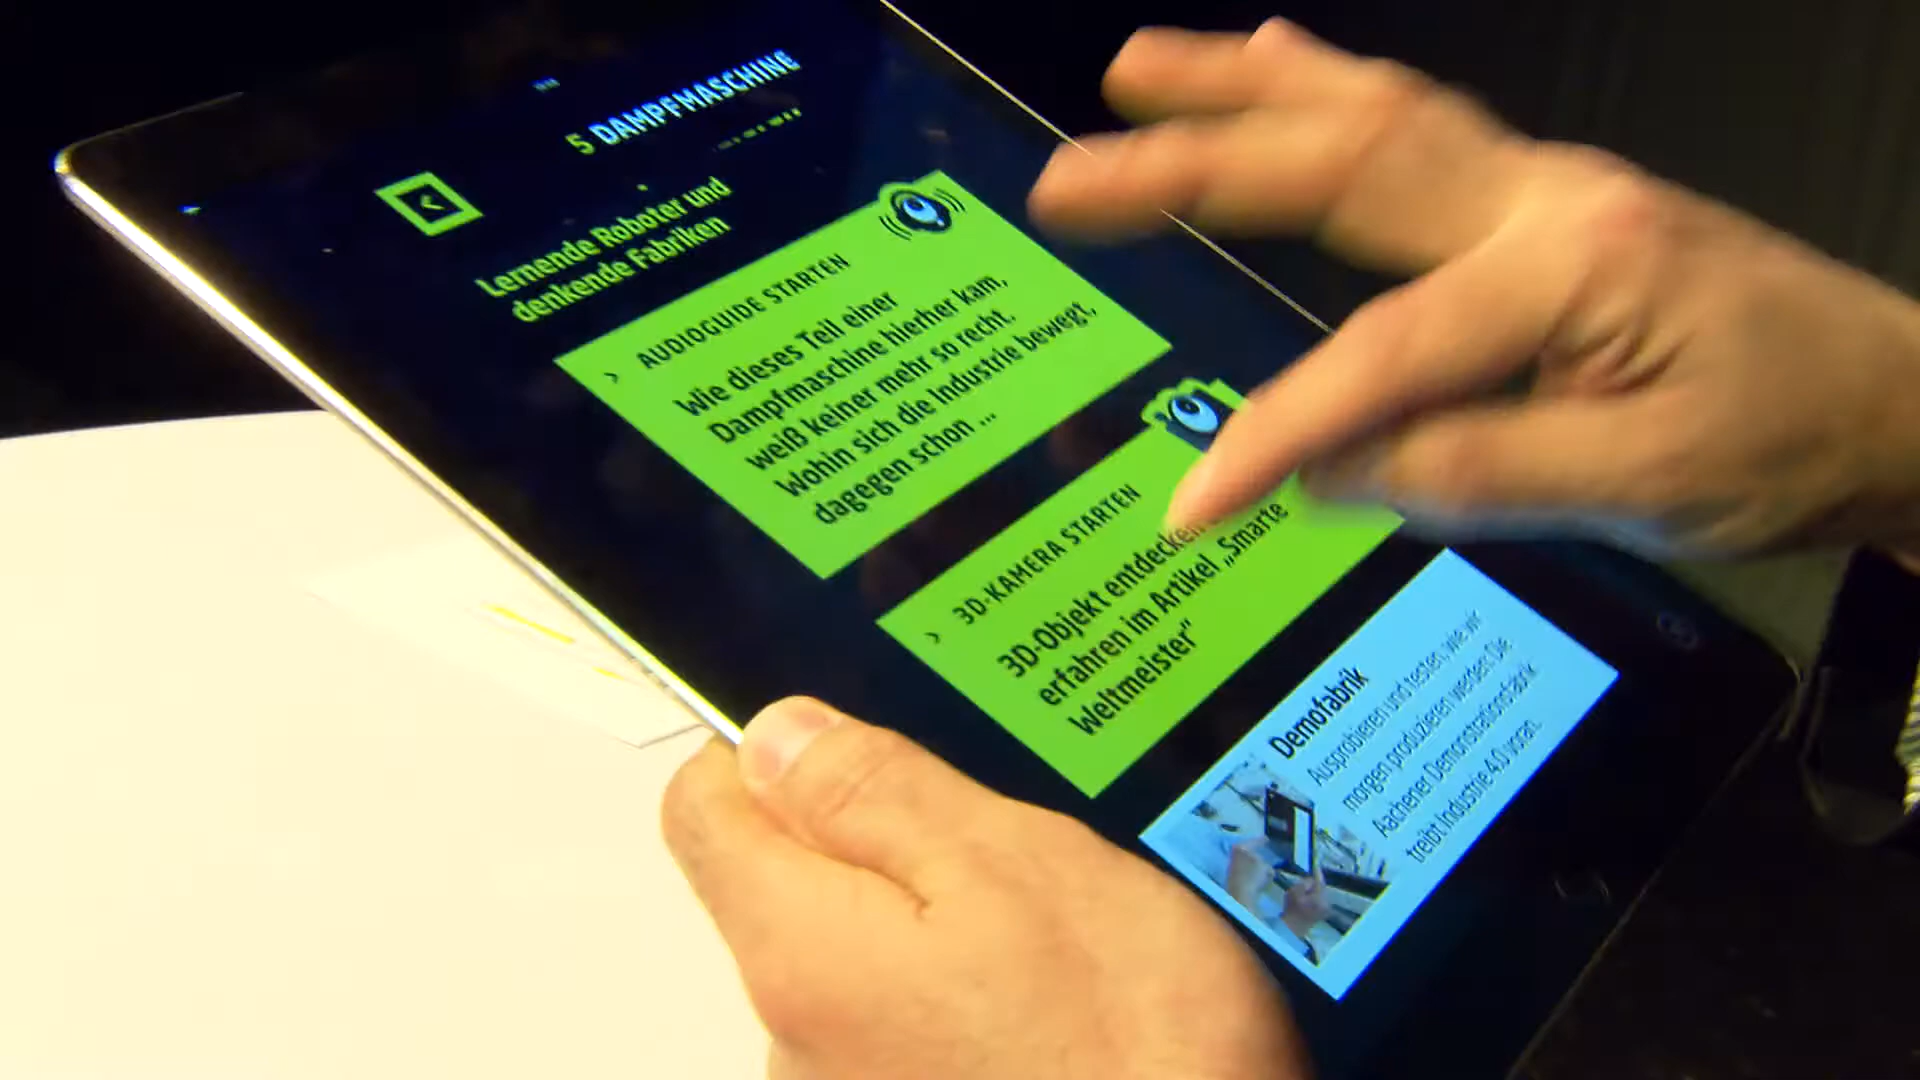 5 DAMPFMASCHINE
Lernende Roboter und
denkende Fabriken
› AUDIOGUIDE STARTEN
Wie dieses Teil einer
Dampfmaschine hierher kam,
weiß keiner mehr so recht.
Wohin sich die Industrie bewegt,
dagegen schon ...
› 3D-KAMERA STARTEN
3D-Objekt entdecken
erfahren im Artikel „Smarte
Weltmeister“
Demofabrik
Ausprobieren und testen, wie wir
morgen produzieren werden: Die
Aachener Demonstrationsfabrik
treibt Industrie 4.0 voran.